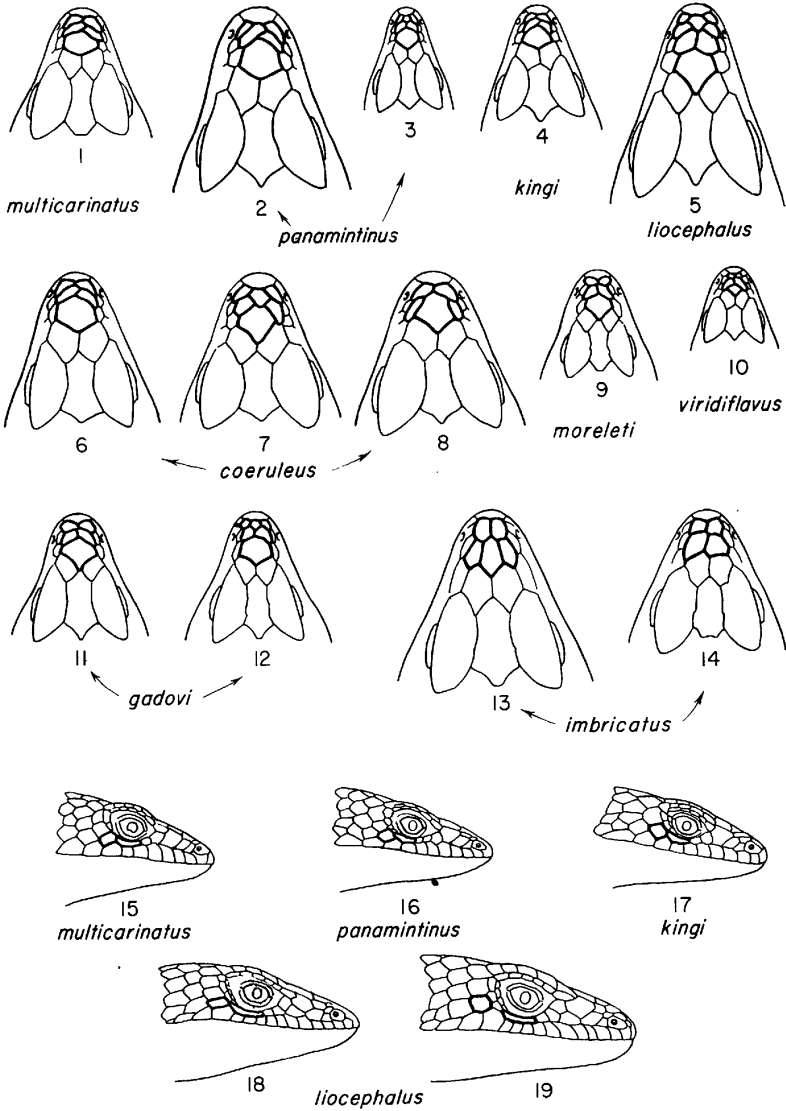 1 2 3 4 5
multicarinatus panamintinus kingi liocephalus
6 7 8 9 10
coeruleus moreleti viridiflavus
11 12 13 14
gadovi imbricatus
15 16 17
multicarinatus panamintinus kingi
18 19
liocephalus